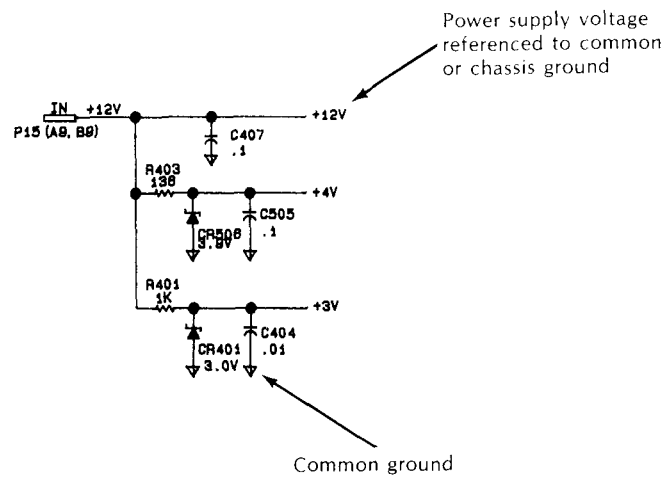 Power supply voltage
referenced to common
or chassis ground
IN
+12V
P15 (A9, B9)
+12V
C407
.1
R403
136
+4V
CR506
3.9V
C505
.1
R401
1K
+3V
CR401
3.0V
C404
.01
Common ground